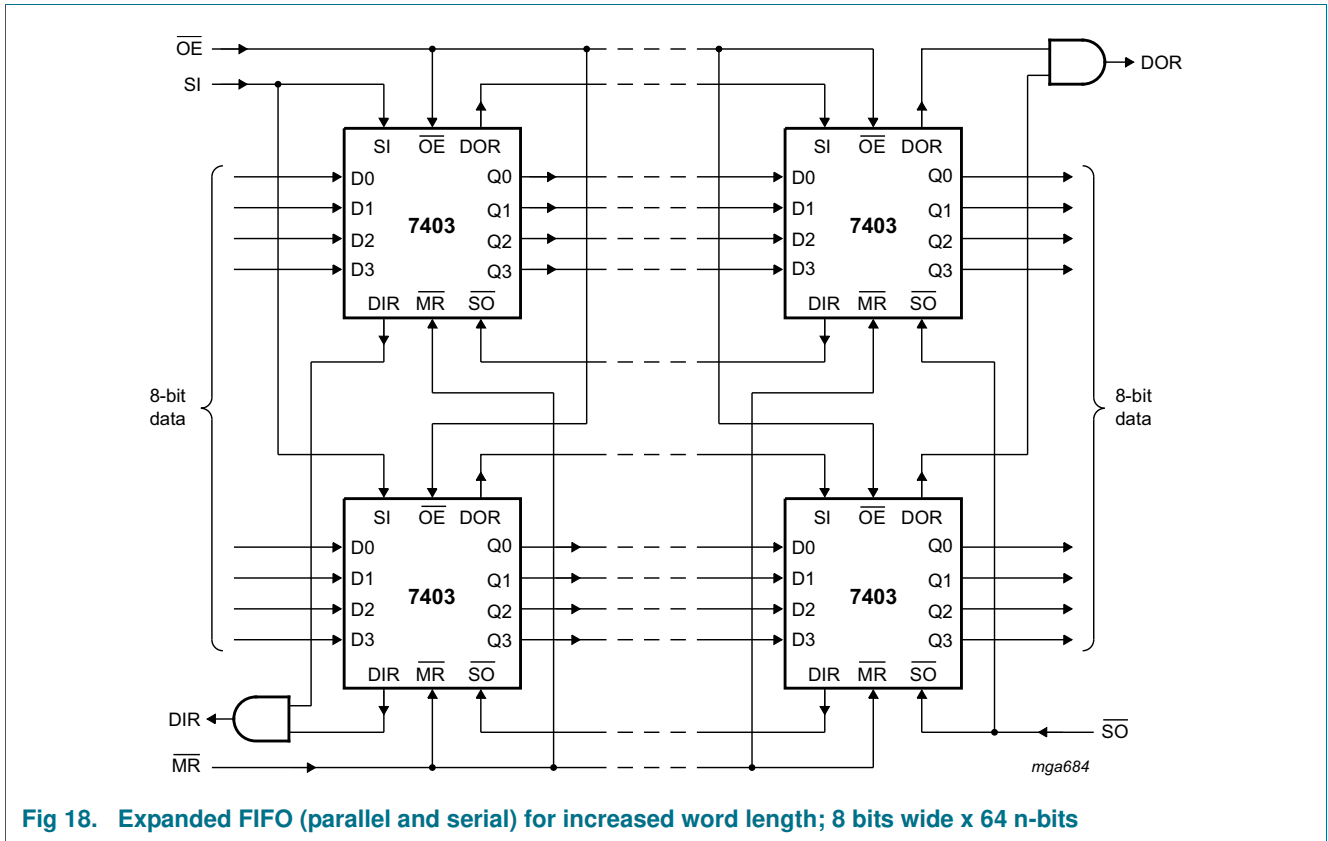 OE DOR
SI
SI OE DOR SI OE DOR
D0 Q0 D0 Q0
D1 Q1 D1 Q1
7403 7403
D2 Q2 D2 Q2
D3 Q3 D3 Q3
DIR MR SO DIR MR SO
8-bit data 8-bit data
SI OE DOR SI OE DOR
D0 Q0 D0 Q0
D1 Q1 D1 Q1
7403 7403
D2 Q2 D2 Q2
D3 Q3 D3 Q3
DIR MR SO DIR MR SO
DIR SO
MR mga684
Fig 18. Expanded FIFO (parallel and serial) for increased word length; 8 bits wide x 64 n-bits